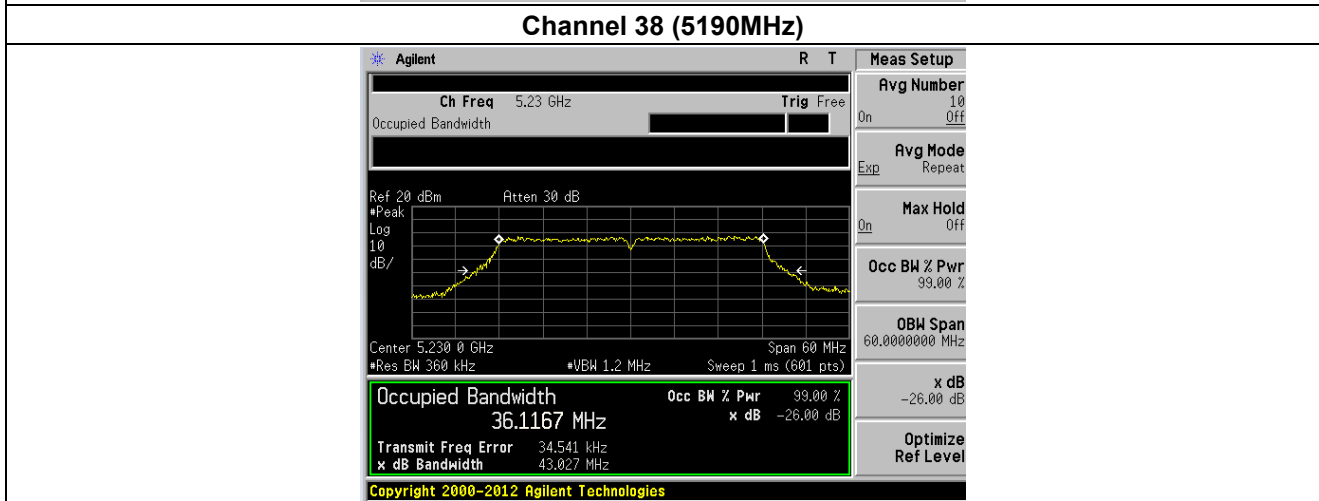 Channel 38 (5190MHz)
Agilent R T Meas Setup
Avg Number
10
On Off
Ch Freq 5.23 GHz Trig Free
Occupied Bandwidth
Avg Mode
Exp Repeat
Ref 20 dBm Atten 30 dB
#Peak
Log
10
dB/
Max Hold
On Off
Occ BW % Pwr
99.00 %
OBW Span
60.0000000 MHz
Center 5.230 0 GHz Span 60 MHz
#Res BW 360 kHz #VBW 1.2 MHz Sweep 1 ms (601 pts)
x dB
-26.00 dB
Occupied Bandwidth Occ BW % Pwr 99.00 %
36.1167 MHz x dB -26.00 dB
Transmit Freq Error 34.541 kHz
x dB Bandwidth 43.027 MHz
Optimize
Ref Level
Copyright 2000-2012 Agilent Technologies